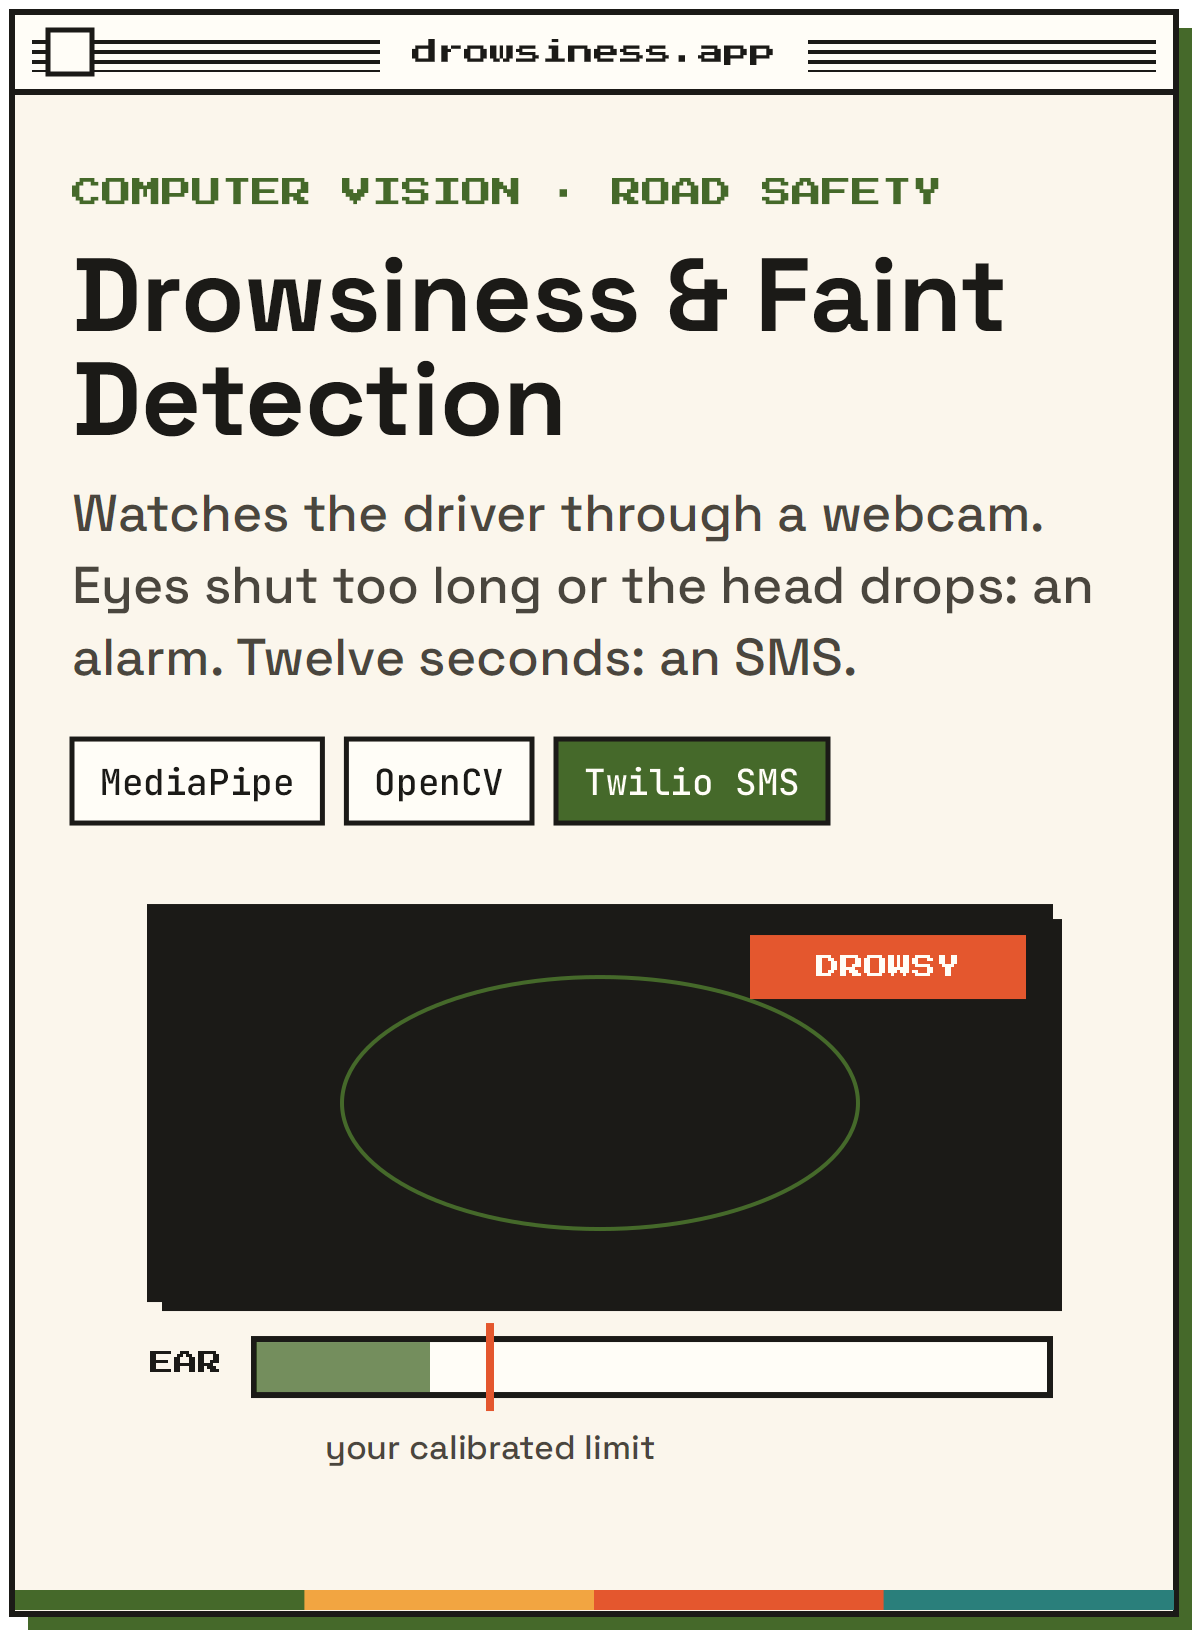 drowsiness.app
COMPUTER VISION · ROAD SAFETY
Drowsiness & Faint
Detection
Watches the driver through a webcam.
Eyes shut too long or the head drops: an
alarm. Twelve seconds: an SMS.
MediaPipe
OpenCV
Twilio SMS
DROWSY
EAR
your calibrated limit